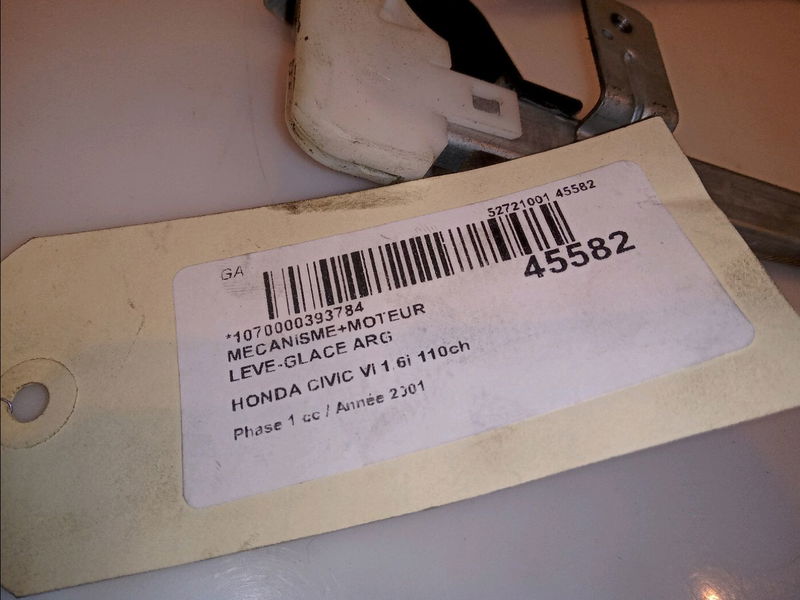 52721001 45582
GA
45582
*1070000393784
MECANISME+MOTEUR
LEVE-GLACE ARG
HONDA CIVIC VI 1.6i 110ch
Phase 1 cc / Année 2001